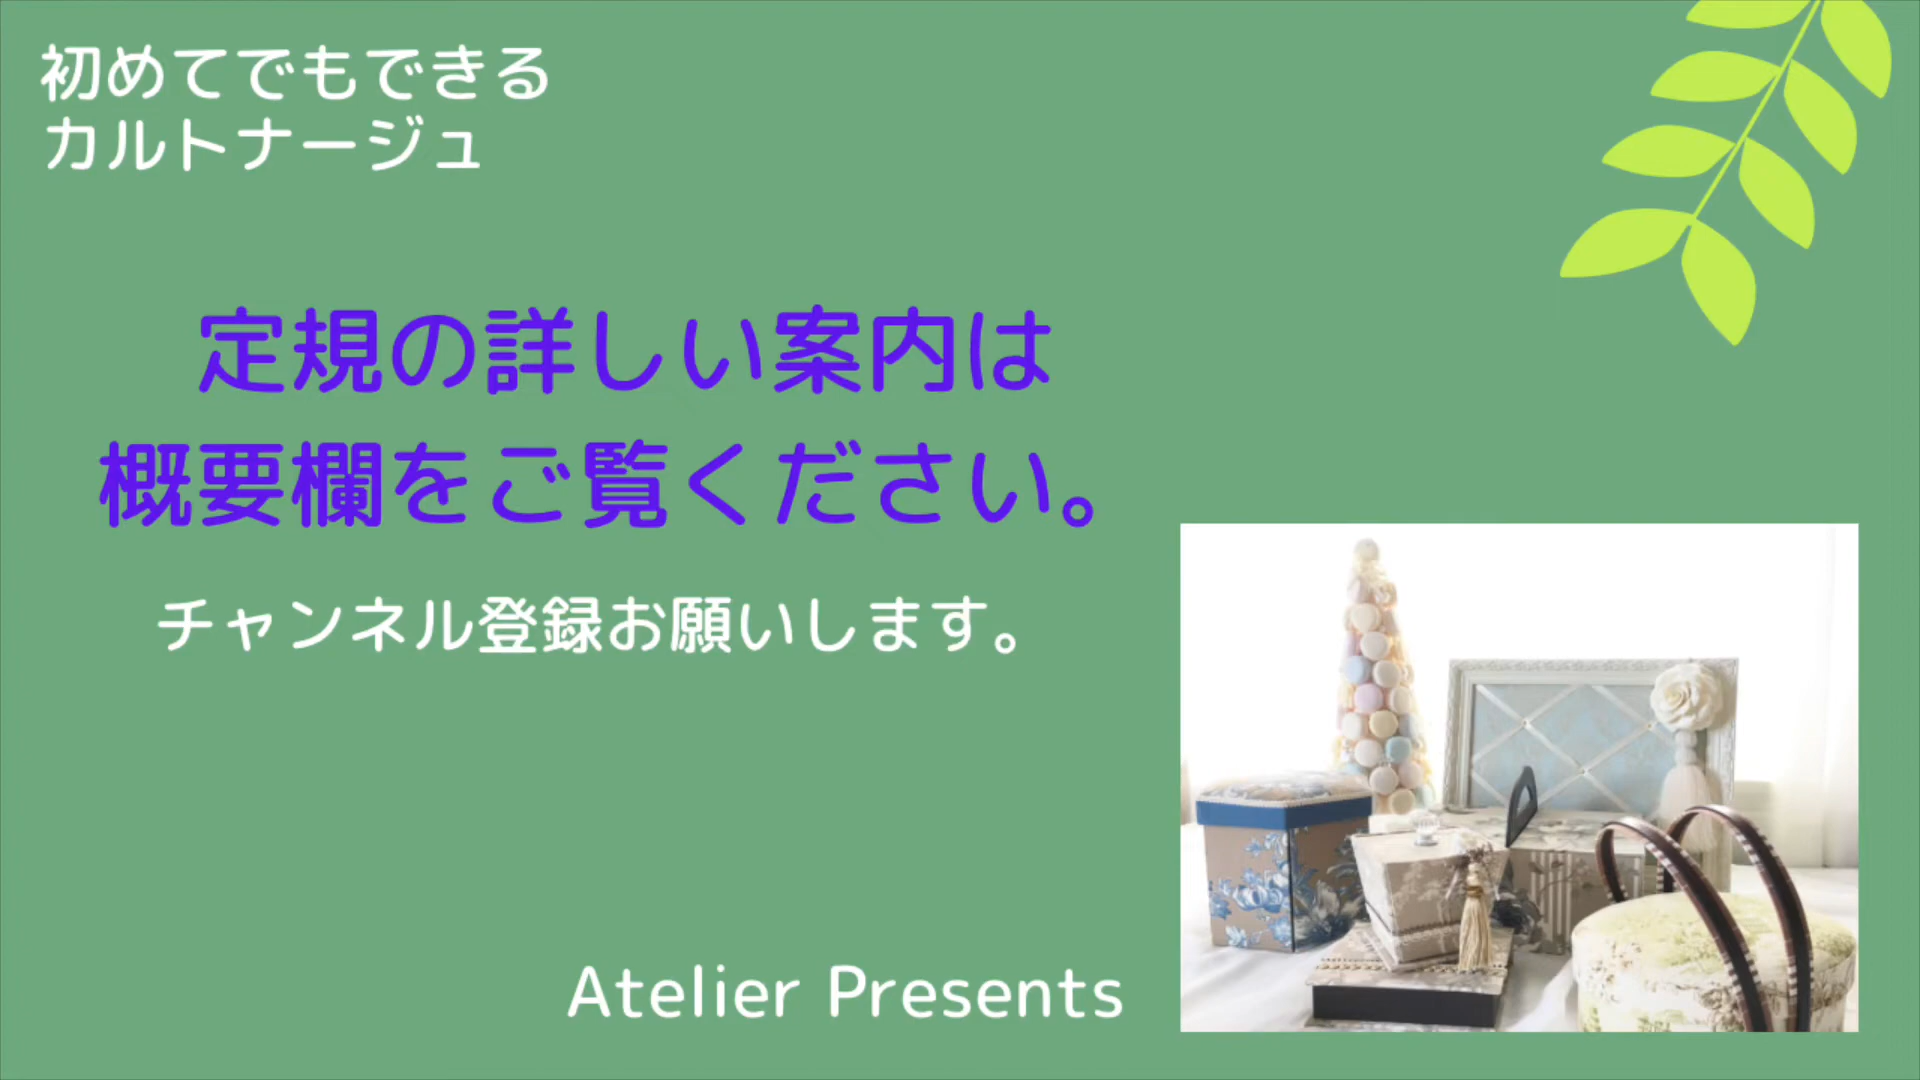 初めてでもできる
カルトナージュ
定規の詳しい案内は
概要欄をご覧ください。
チャンネル登録お願いします。
Atelier Presents